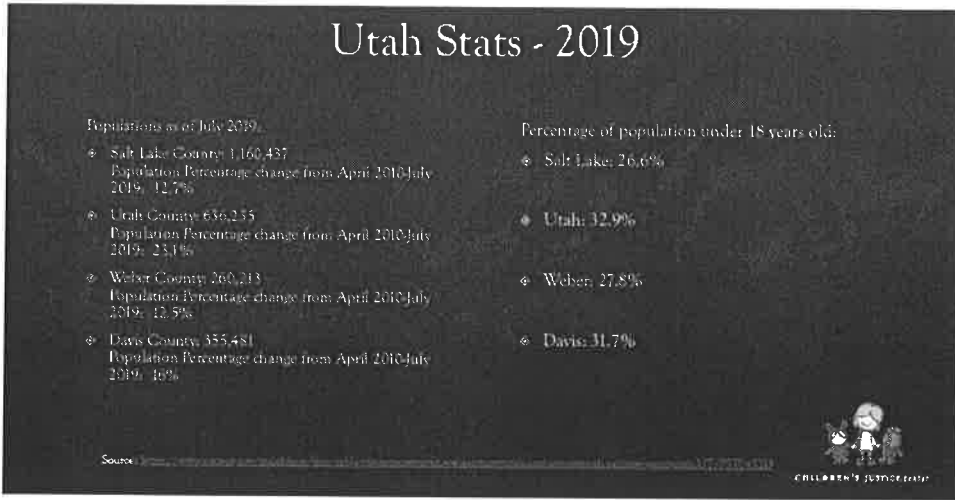 Utah Stats - 2019
Populations as of July 2019:
Salt Lake County: 1,160,437
Population Percentage change from April 2010-July
2019: 12.7%
Utah County: 636,235
Population Percentage change from April 2010-July
2019: 23.1%
Weber County: 260,213
Population Percentage change from April 2010-July
2019: 12.5%
Davis County: 355,481
Population Percentage change from April 2010-July
2019: 16%
Percentage of population under 18 years old:
Salt Lake: 26.6%
Utah: 32.9%
Weber: 27.8%
Davis: 31.7%
Source:
CHILDREN'S JUSTICE CENTER